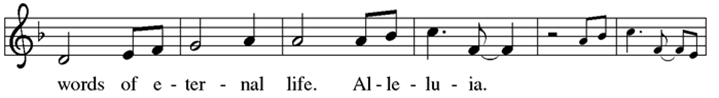 words of e - ter - nal life. Al - le - lu - ia.